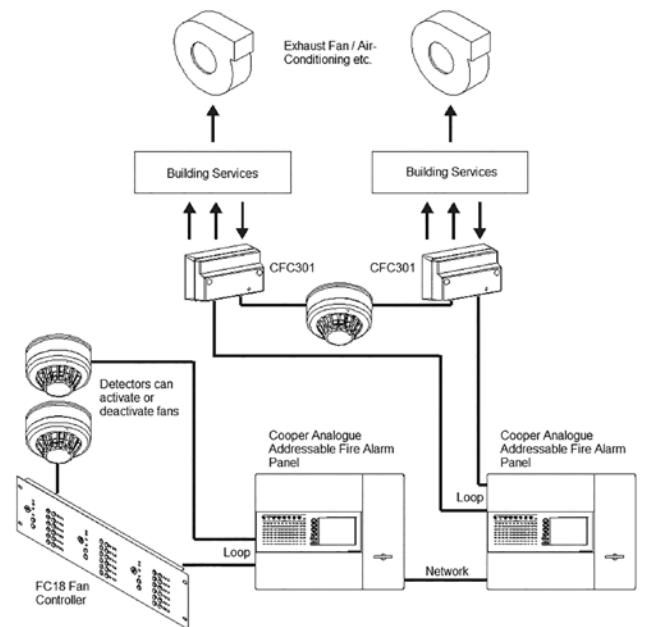 Exhaust Fan / Air-
Conditioning etc.
Building Services
Building Services
CFC301
CFC301
Detectors can
activate or
deactivate fans
Cooper Analogue
Addressable Fire Alarm
Panel
Cooper Analogue
Addressable Fire Alarm
Panel
Loop
Loop
Network
FC18 Fan
Controller